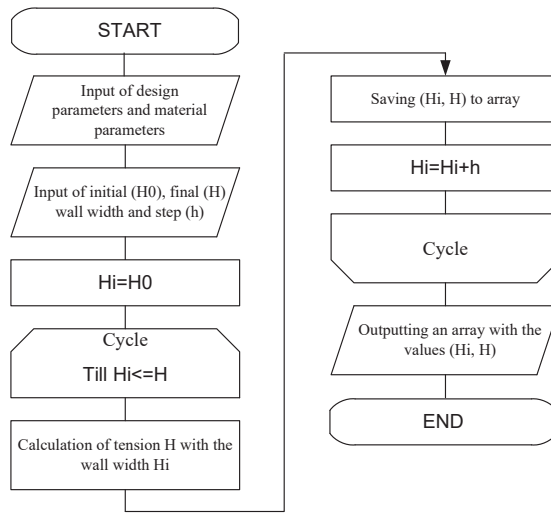 START
Input of design
parameters and material
parameters
Input of initial (H0), final (H)
wall width and step (h)
Hi=H0
Cycle
Till Hi<=H
Calculation of tension H with the
wall width Hi
Saving (Hi, H) to array
Hi=Hi+h
Cycle
Outputting an array with the
values (Hi, H)
END